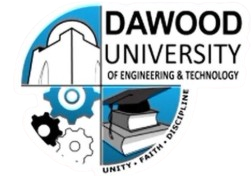 DAWOOD
UNIVERSITY
OF ENGINEERING & TECHNOLOGY
UNITY • FAITH • DISCIPLINE